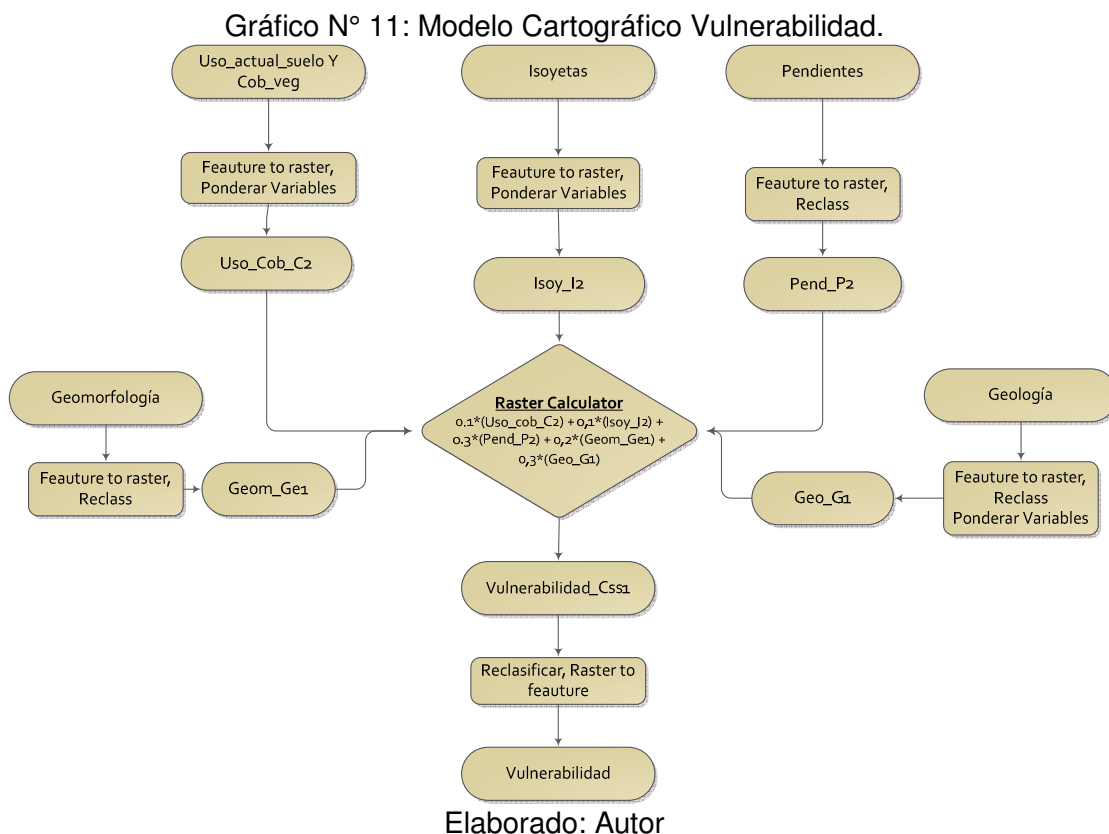 Gráfico N° 11: Modelo Cartográfico Vulnerabilidad.
Uso_actual_suelo Y
Cob_veg
Isoyetas
Pendientes
Feauture to raster,
Ponderar Variables
Feauture to raster,
Ponderar Variables
Feauture to raster,
Reclass
Uso_Cob_C2
Isoy_I2
Pend_P2
Geomorfología
Raster Calculator
0.1*(Uso_cob_C2) + 0,1*(Isoy_I2) +
0.3*(Pend_P2) + 0,2*(Geom_Ge1) +
0,3*(Geo_G1)
Geología
Feauture to raster,
Reclass
Geom_Ge1
Geo_G1
Feauture to raster,
Reclass
Ponderar Variables
Vulnerabilidad_Css1
Reclasificar, Raster to
feauture
Vulnerabilidad
Elaborado: Autor